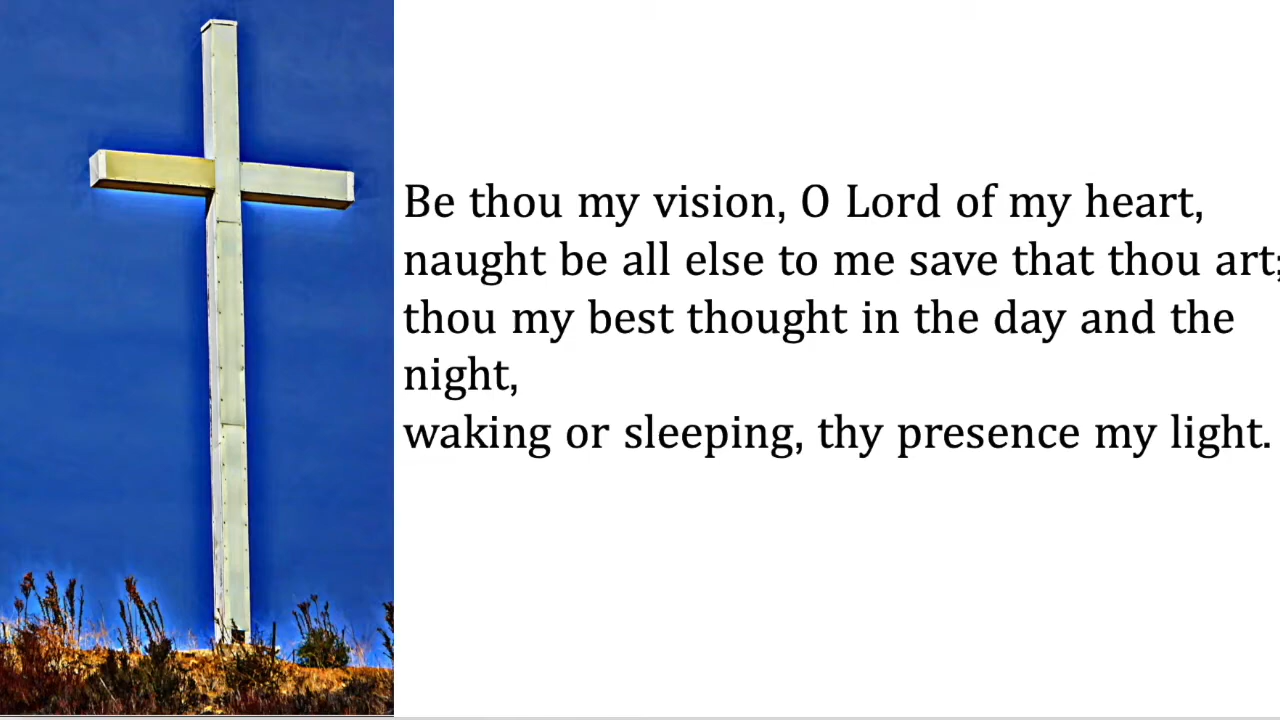 Be thou my vision, O Lord of my heart,
naught be all else to me save that thou art;
thou my best thought in the day and the
night,
waking or sleeping, thy presence my light.